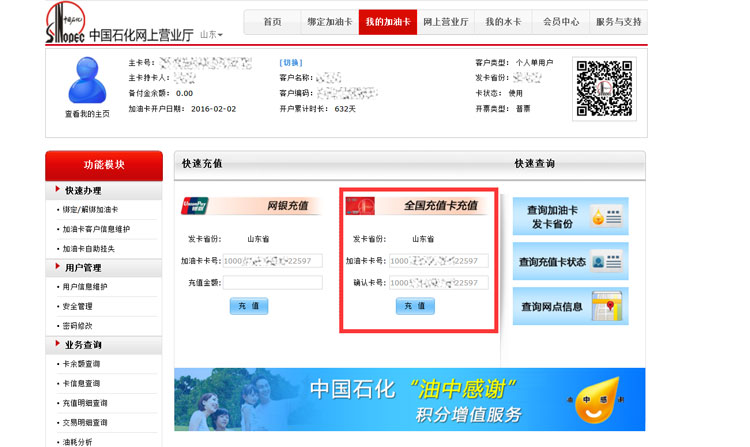 中国石化
SINOPEC
中国石化网上营业厅 山东
首页 绑定加油卡 我的加油卡 网上营业厅 我的水卡 会员中心 服务与支持
查看我的主页
主卡号： [切换]
主卡持卡人： 客户名称：
备付金余额： 0.00 客户编码：
加油卡开户日期： 2016-02-02 开户累计时长： 632天
客户类型： 个人单用户
发卡省份：
卡状态： 使用
开票类型： 普票
功能模块
快速办理
· 绑定/解绑加油卡
· 加油卡客户信息维护
· 加油卡自助挂失
用户管理
· 用户信息维护
· 安全管理
· 密码修改
业务查询
· 卡余额查询
· 卡信息查询
· 充值明细查询
· 交易明细查询
· 油耗分析
快速充值
UnionPay
银联
网银充值
发卡省份： 山东省
加油卡卡号： 1000 22597
充值金额：
充 值
全国充值卡充值
发卡省份： 山东省
加油卡卡号： 1000 22597
确认卡号： 1000 22597
充 值
快速查询
查询加油卡
发卡省份
查询充值卡状态
查询网点信息
中国石化 “油中感谢”
积分增值服务
油 中 感 谢